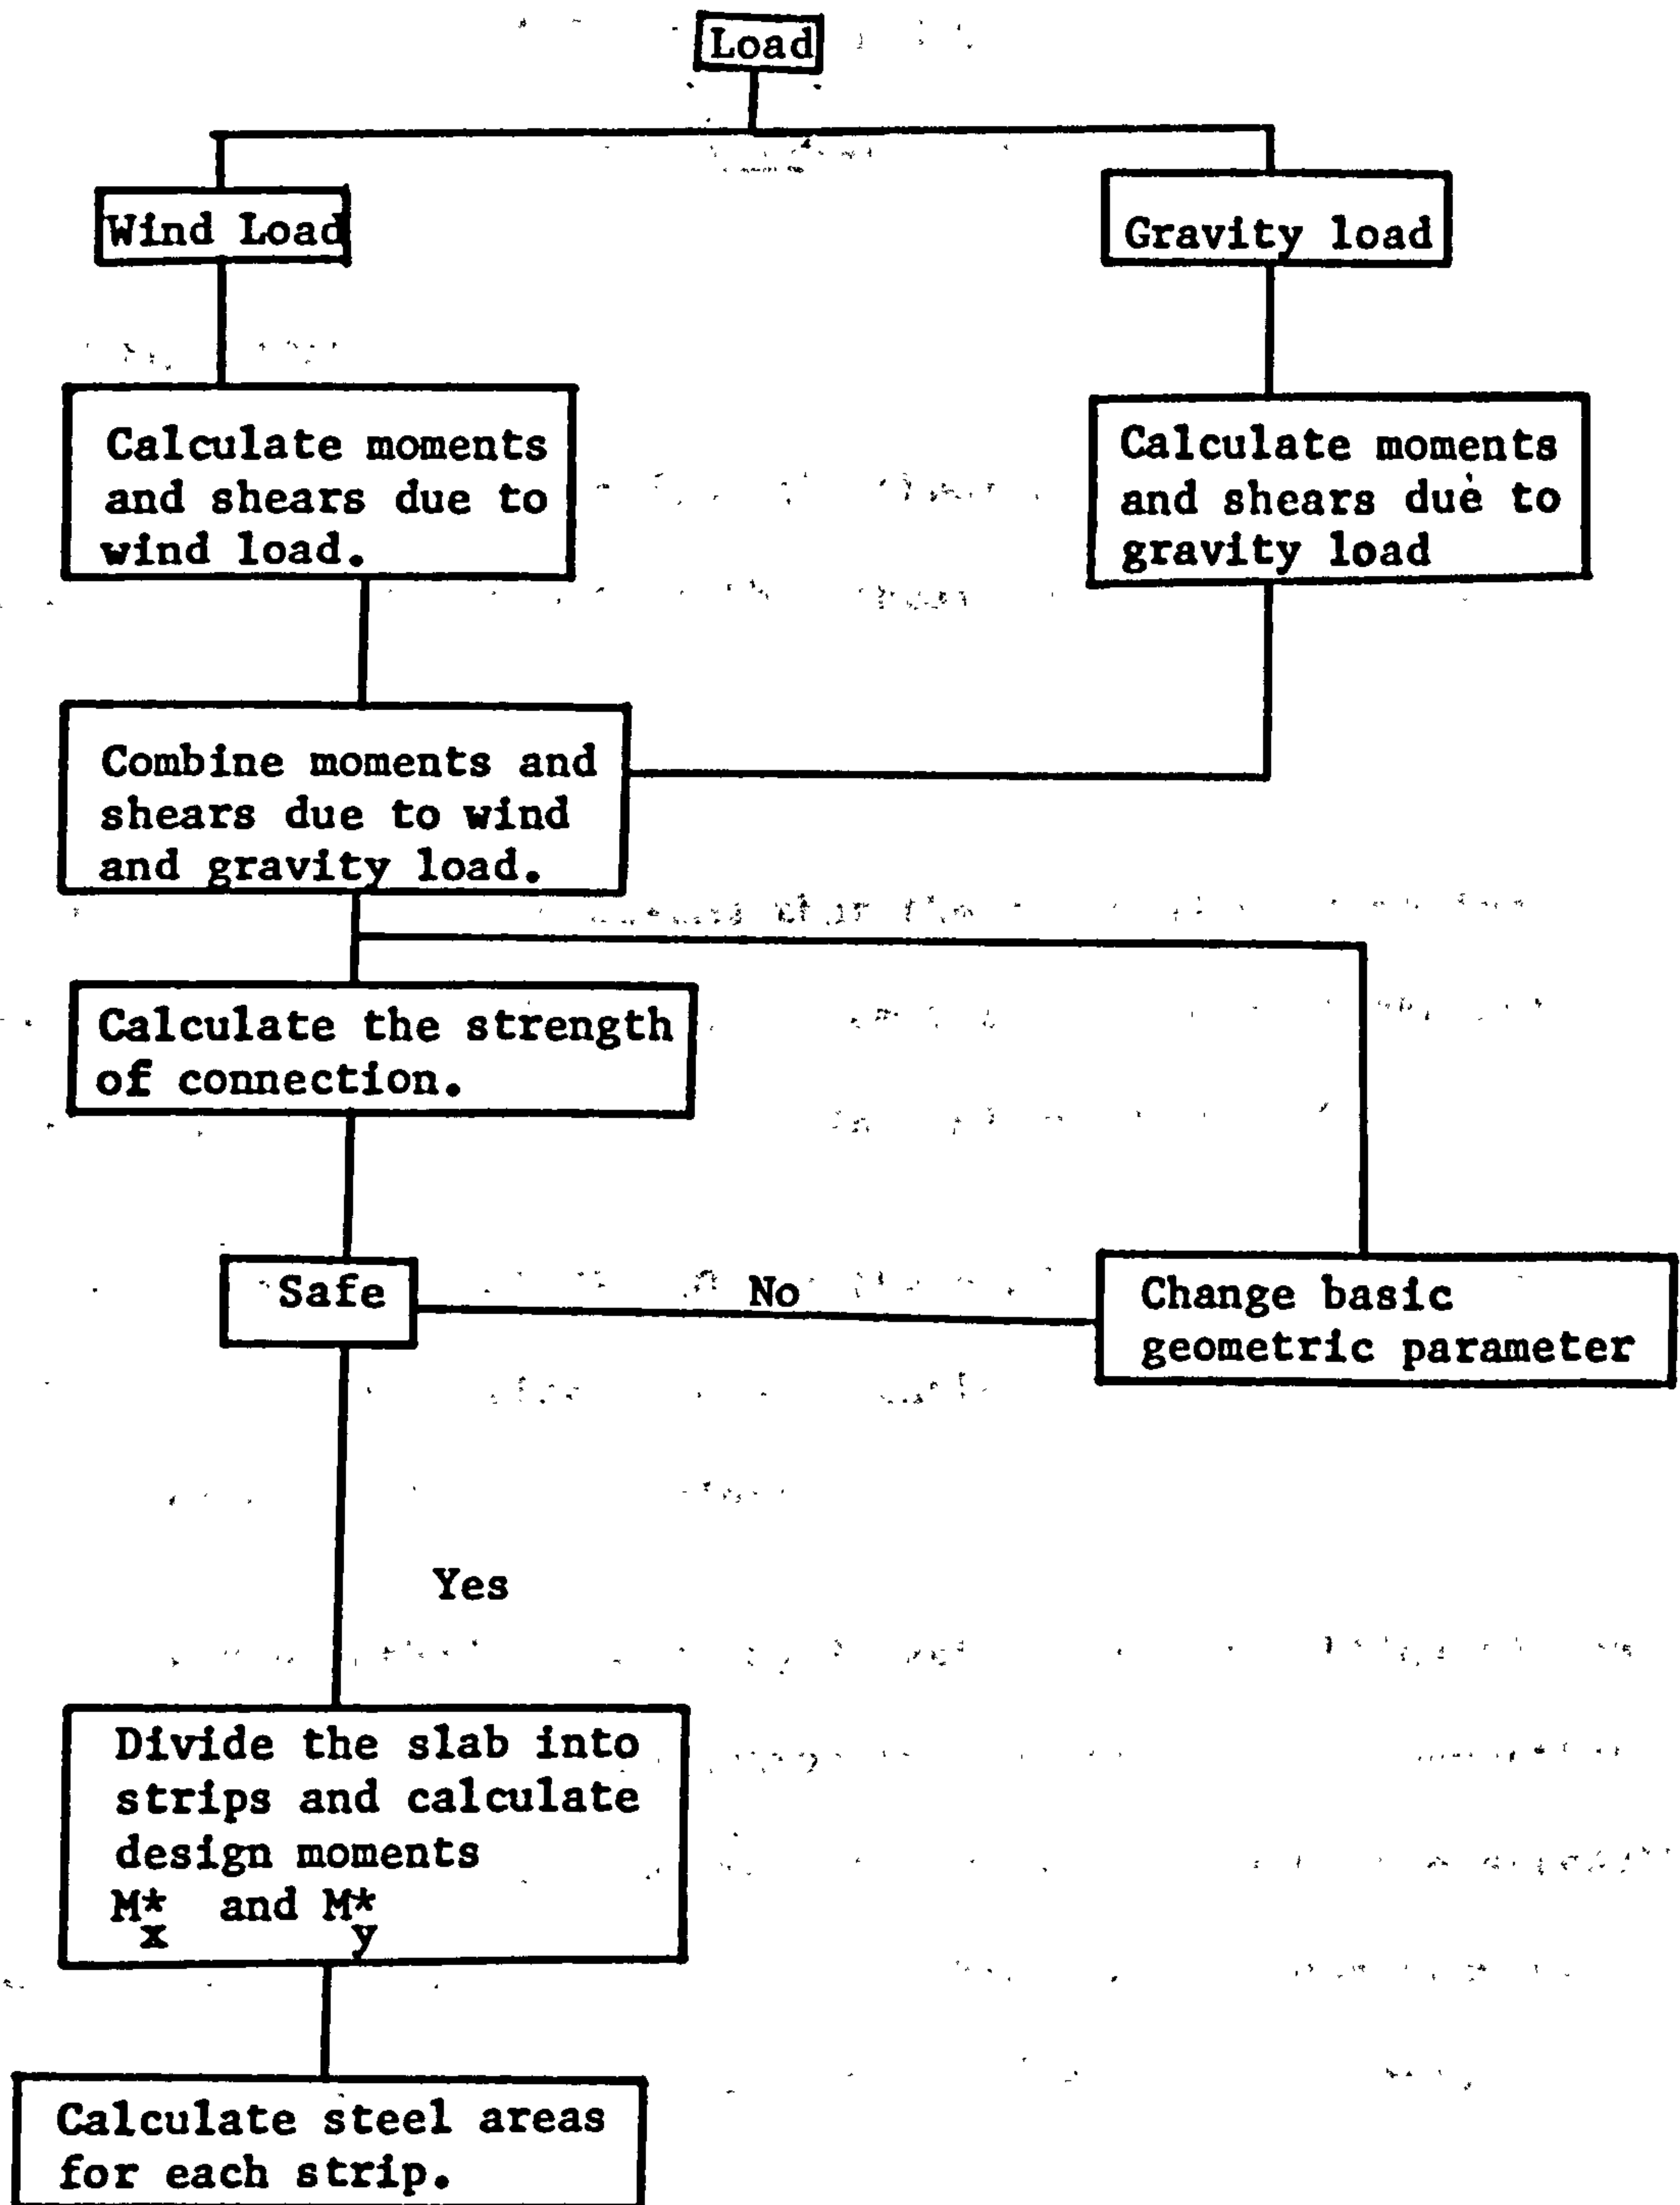 Load
Wind Load
Gravity load
Calculate moments
and shears due to
wind load.
Calculate moments
and shears due to
gravity load
Combine moments and
shears due to wind
and gravity load.
Calculate the strength
of connection.
Safe
No
Change basic
geometric parameter
Yes
Divide the slab into
strips and calculate
design moments
M*x and M*y
Calculate steel areas
for each strip.